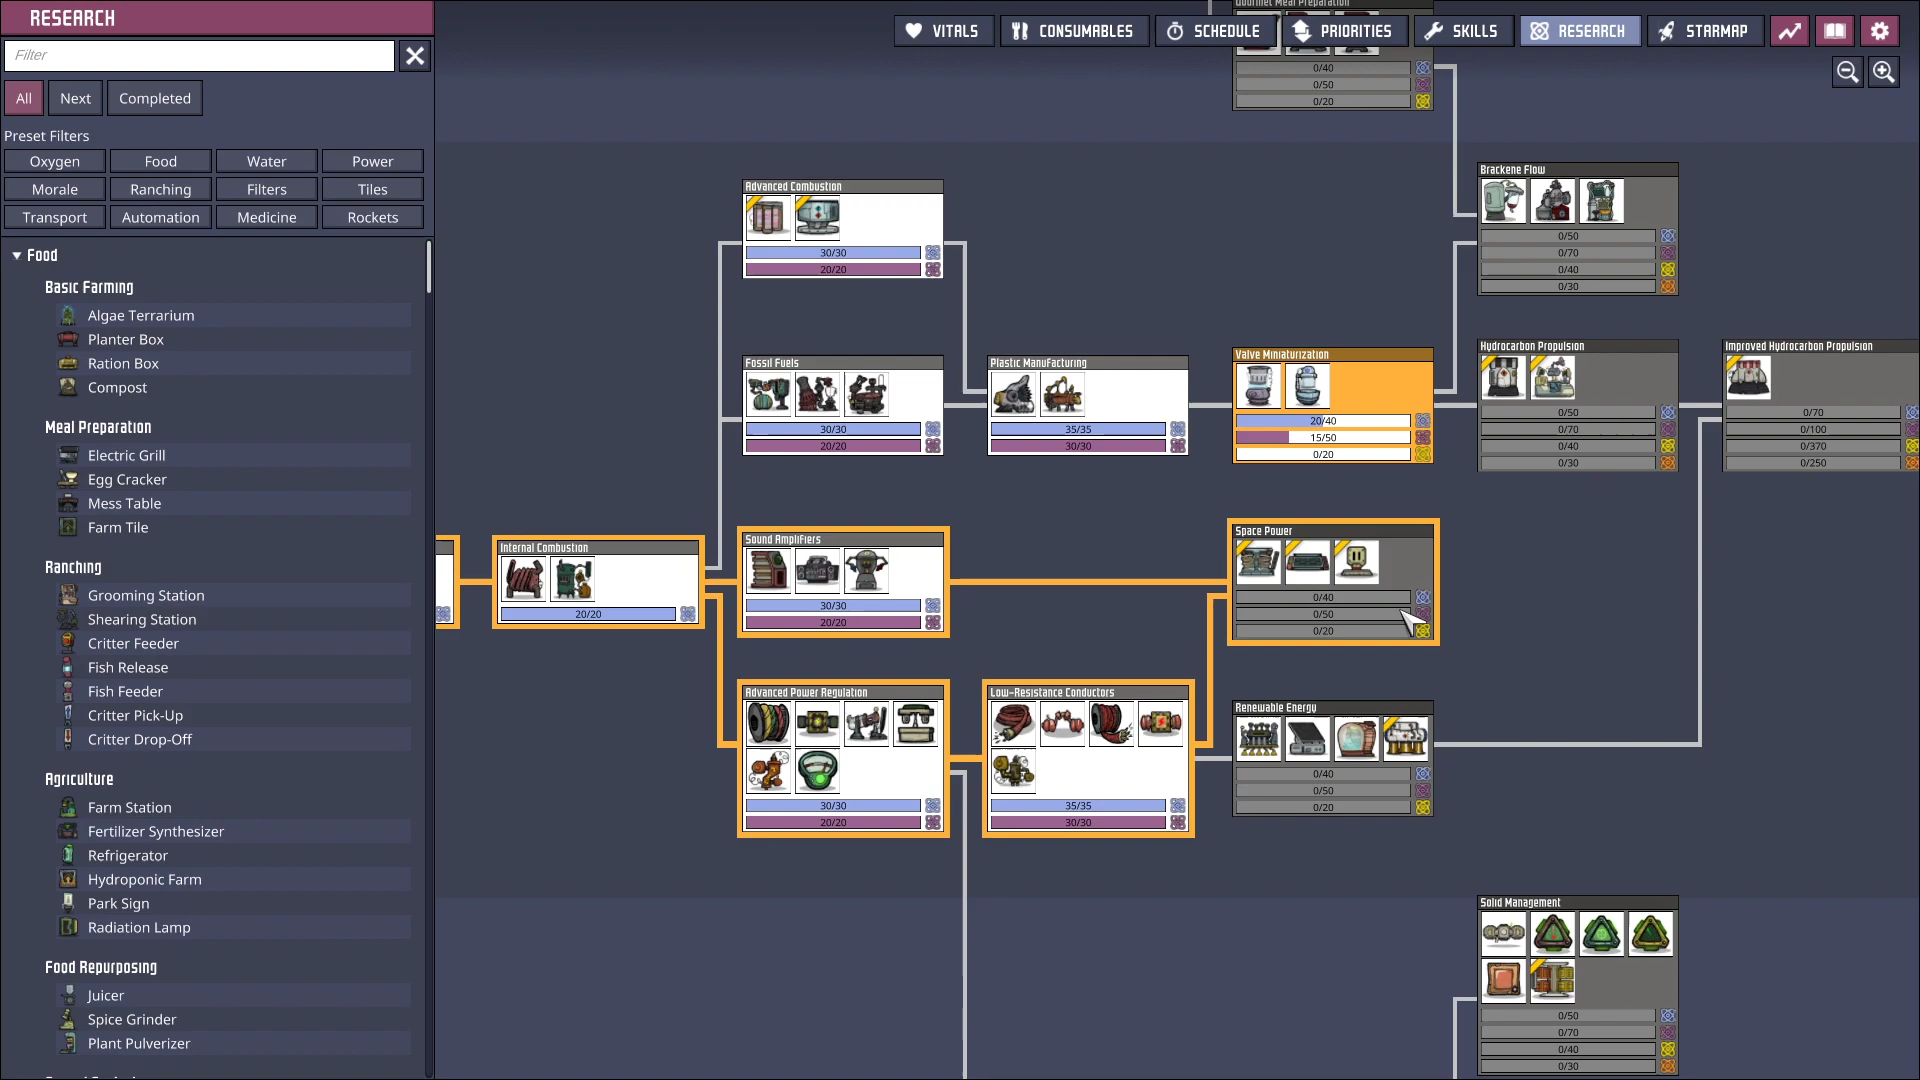 RESEARCH
Filter
All
Next
Completed
Preset Filters
Oxygen
Food
Water
Power
Morale
Ranching
Filters
Tiles
Transport
Automation
Medicine
Rockets
Food
Basic Farming
Algae Terrarium
Planter Box
Ration Box
Compost
Meal Preparation
Electric Grill
Egg Cracker
Mess Table
Farm Tile
Ranching
Grooming Station
Shearing Station
Critter Feeder
Fish Release
Fish Feeder
Critter Pick-Up
Critter Drop-Off
Agriculture
Farm Station
Fertilizer Synthesizer
Refrigerator
Hydroponic Farm
Park Sign
Radiation Lamp
Food Repurposing
Juicer
Spice Grinder
Plant Pulverizer
VITALS
CONSUMABLES
SCHEDULE
PRIORITIES
SKILLS
RESEARCH
STARMAP
Gourmet Meal Preparation
0/40
0/50
0/20
Brackene Flow
0/50
0/70
0/40
0/30
Advanced Combustion
30/30
20/20
Fossil Fuels
30/30
20/20
Plastic Manufacturing
35/35
30/30
Valve Miniaturization
20/40
15/50
0/20
Hydrocarbon Propulsion
0/50
0/70
0/40
0/30
Improved Hydrocarbon Propulsion
0/70
0/100
0/370
0/250
Internal Combustion
20/20
Sound Amplifiers
30/30
20/20
Space Power
0/40
0/50
0/20
Advanced Power Regulation
30/30
20/20
Low-Resistance Conductors
35/35
30/30
Renewable Energy
0/40
0/50
0/20
Solid Management
0/50
0/70
0/40
0/30